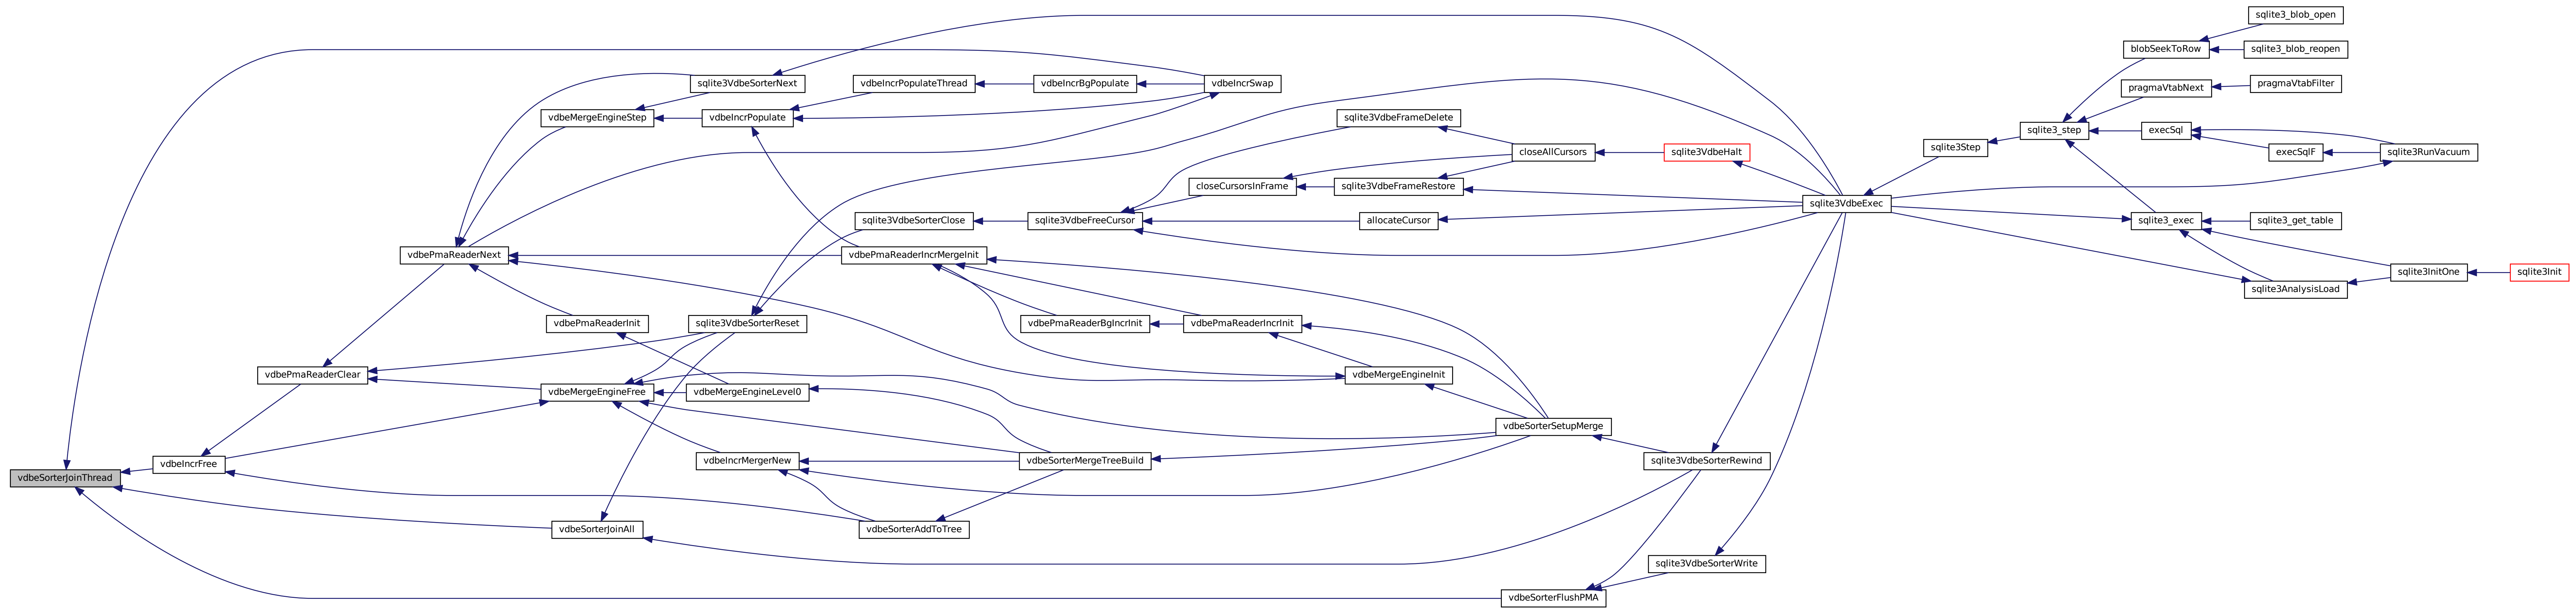 sqlite3_blob_open
blobSeekToRow
sqlite3_blob_reopen
sqlite3VdbeSorterNext
vdbeIncrPopulateThread
vdbeIncrBgPopulate
vdbeIncrSwap
pragmaVtabNext
pragmaVtabFilter
vdbeMergeEngineStep
vdbeIncrPopulate
sqlite3VdbeFrameDelete
sqlite3_step
execSql
sqlite3Step
closeAllCursors
sqlite3VdbeHalt
execSqlF
sqlite3RunVacuum
closeCursorsInFrame
sqlite3VdbeFrameRestore
sqlite3VdbeExec
sqlite3VdbeSorterClose
sqlite3VdbeFreeCursor
allocateCursor
sqlite3_exec
sqlite3_get_table
vdbePmaReaderNext
vdbePmaReaderIncrMergeInit
sqlite3InitOne
sqlite3Init
sqlite3AnalysisLoad
vdbePmaReaderInit
sqlite3VdbeSorterReset
vdbePmaReaderBgIncrInit
vdbePmaReaderIncrInit
vdbePmaReaderClear
vdbeMergeEngineInit
vdbeMergeEngineFree
vdbeMergeEngineLevel0
vdbeSorterSetupMerge
vdbeIncrFree
vdbeIncrMergerNew
vdbeSorterMergeTreeBuild
sqlite3VdbeSorterRewind
vdbeSorterJoinThread
vdbeSorterJoinAll
vdbeSorterAddToTree
sqlite3VdbeSorterWrite
vdbeSorterFlushPMA